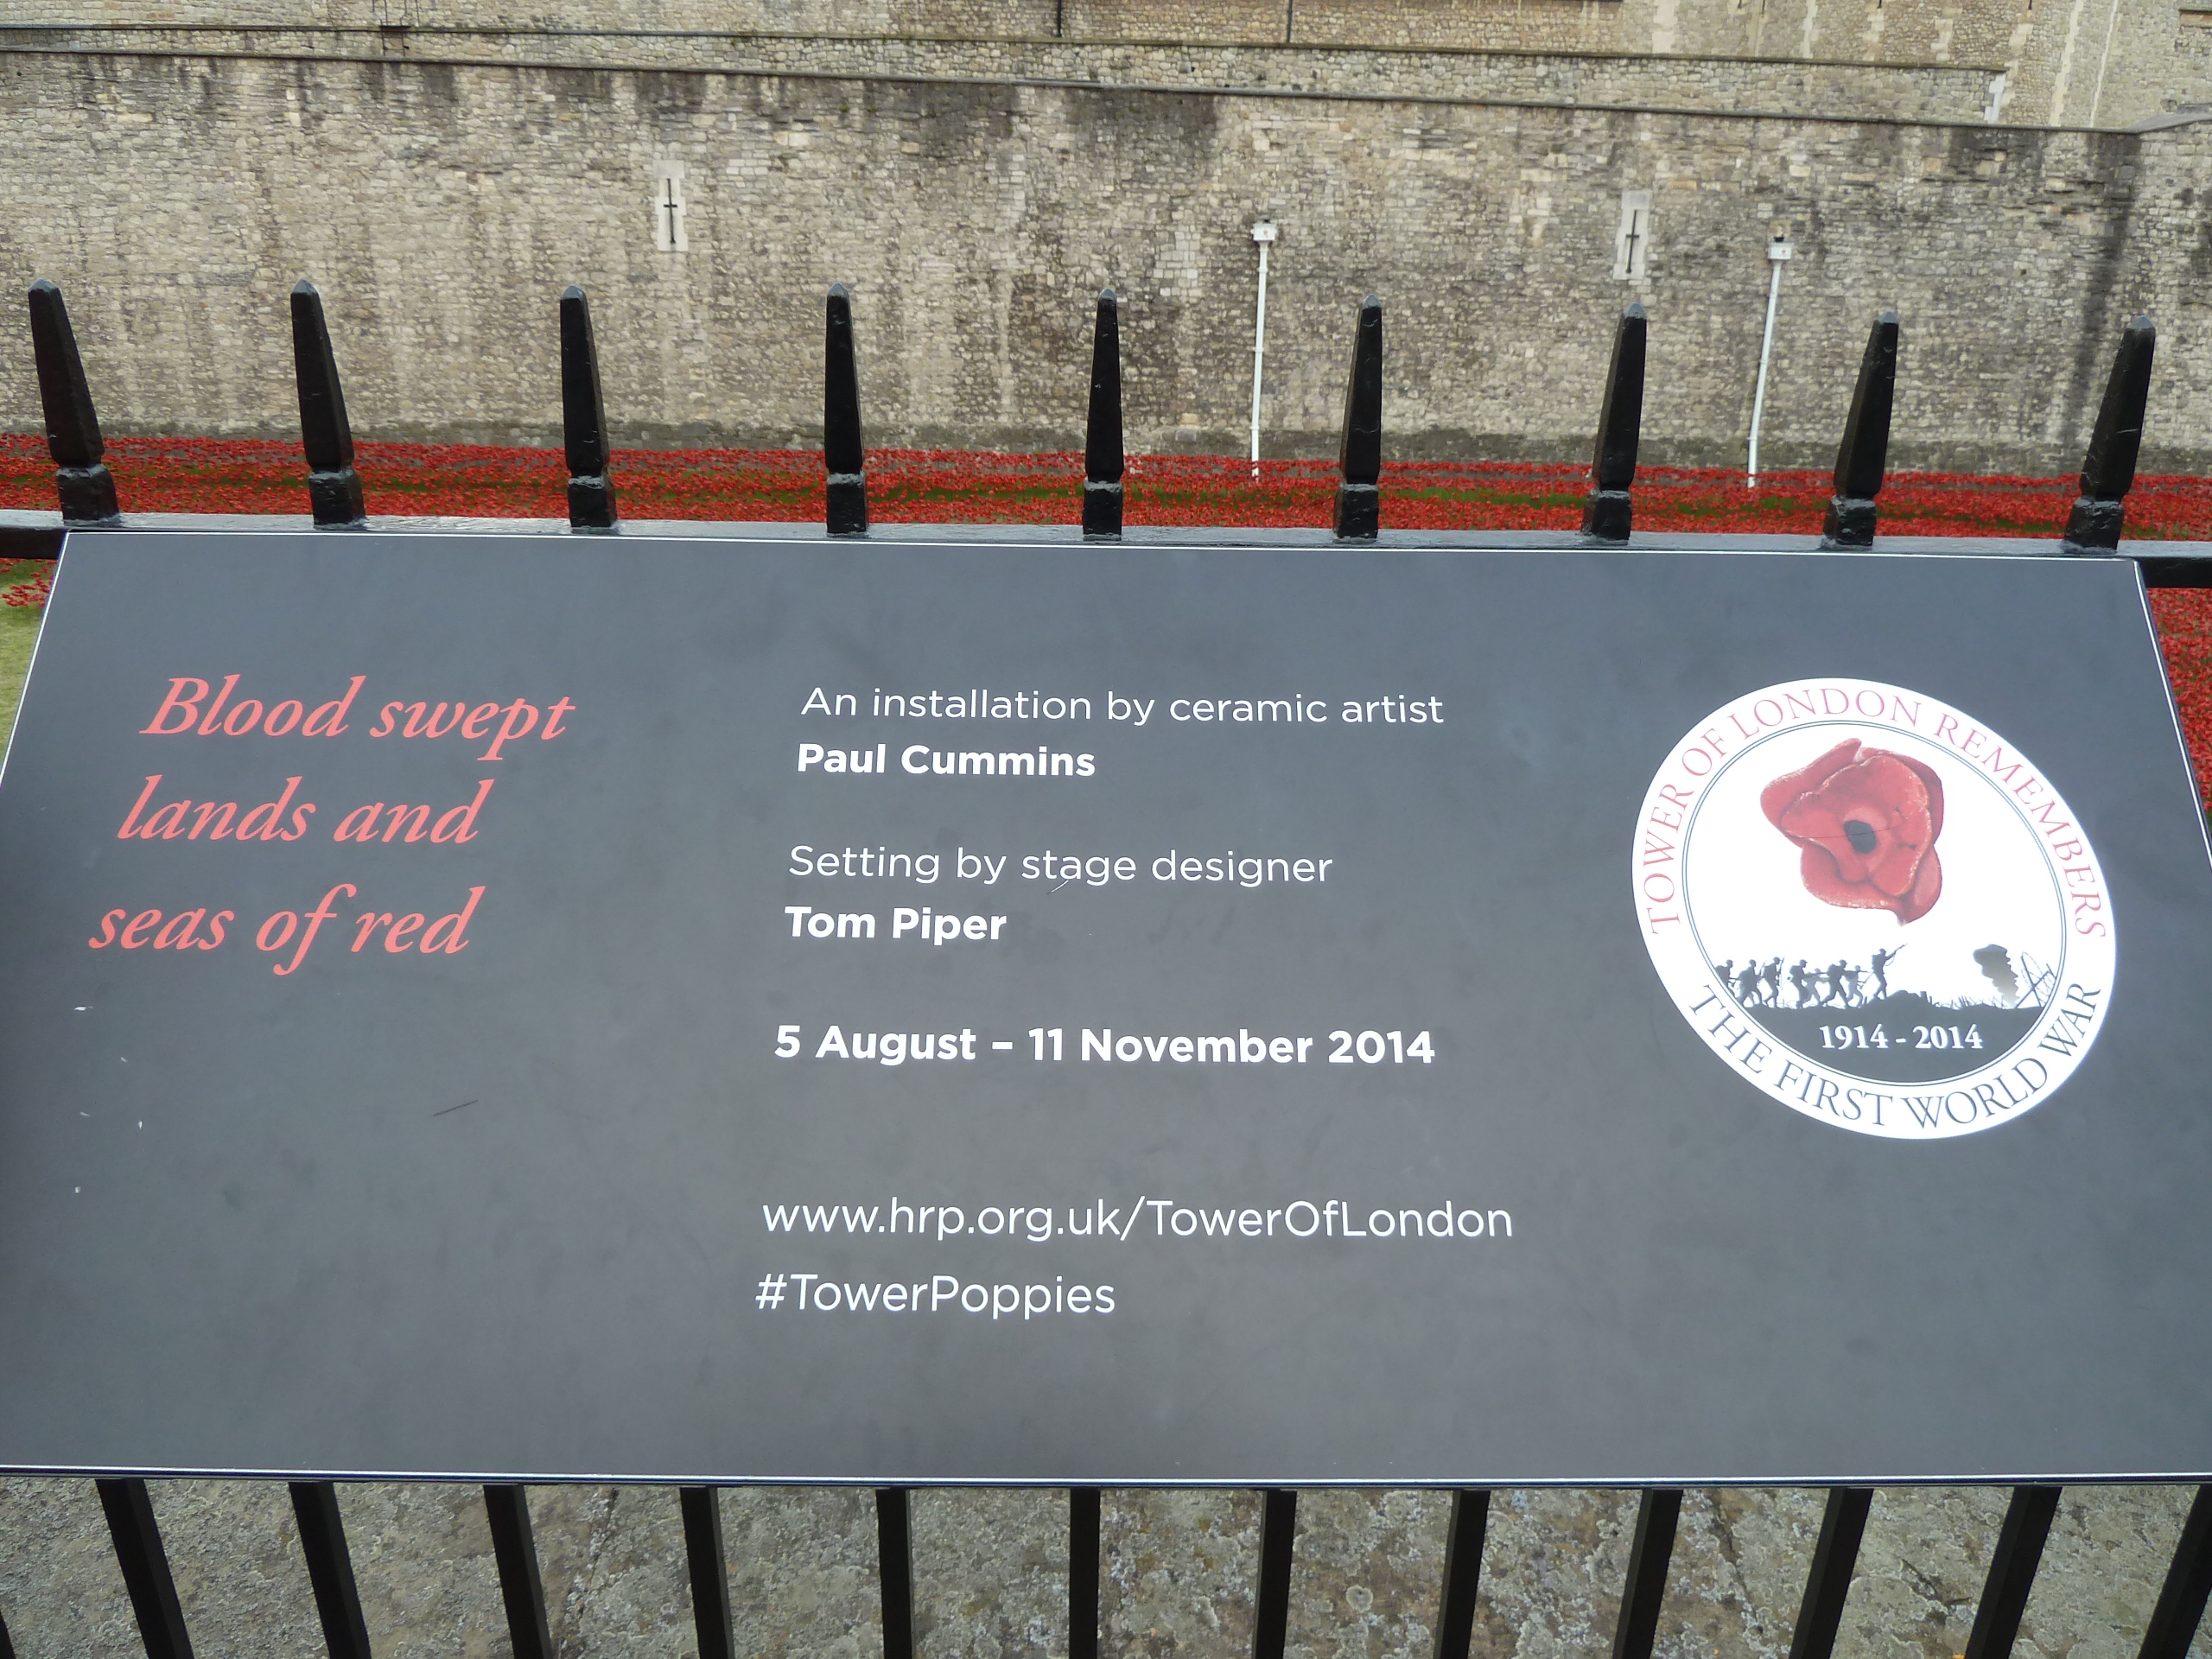 Blood swept
lands and
seas of red
An installation by ceramic artist
Paul Cummins
Setting by stage designer
Tom Piper
5 August – 11 November 2014
www.hrp.org.uk/TowerOfLondon
#TowerPoppies
TOWER OF LONDON REMEMBERS
1914 - 2014
THE FIRST WORLD WAR